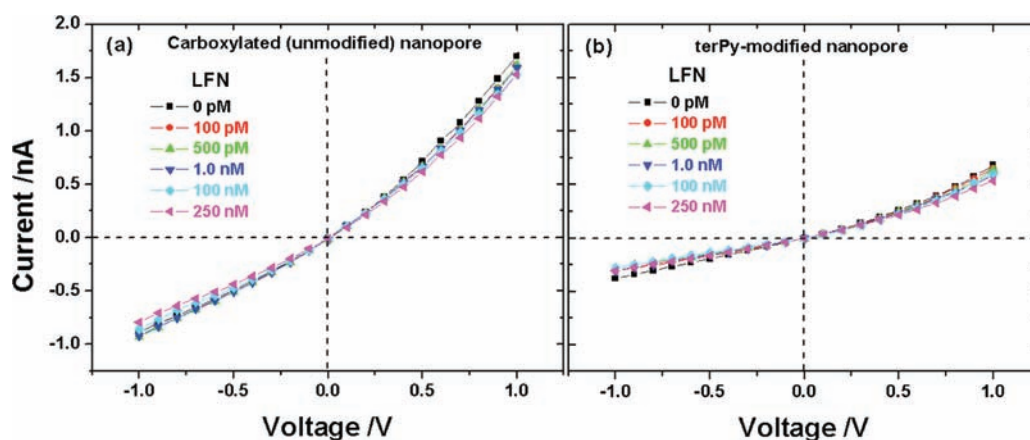 (a) Carboxylated (unmodified) nanopore
LFN
0 pM
100 pM
500 pM
1.0 nM
100 nM
250 nM
2.0
1.5
1.0
0.5
0.0
-0.5
-1.0
Current /nA
-1.0 -0.5 0.0 0.5 1.0
Voltage /V
(b) terPy-modified nanopore
LFN
0 pM
100 pM
500 pM
1.0 nM
100 nM
250 nM
-1.0 -0.5 0.0 0.5 1.0
Voltage /V